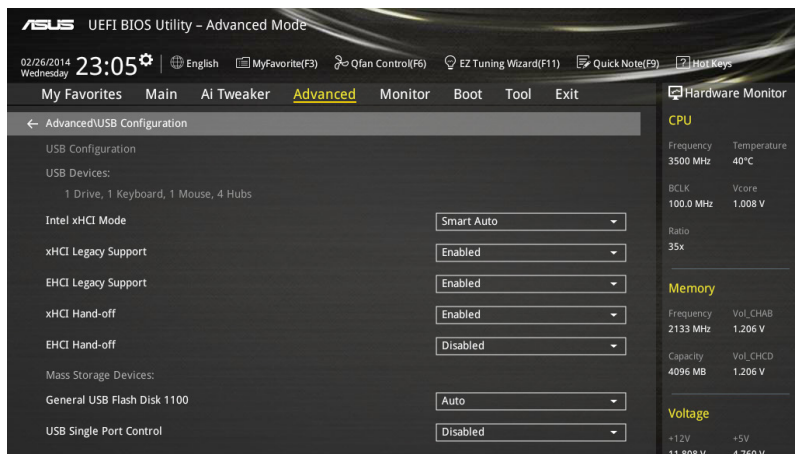 ASUS UEFI BIOS Utility – Advanced Mode
02/26/2014
Wednesday
23:05
English
MyFavorite(F3)
Qfan Control(F6)
EZ Tuning Wizard(F11)
Quick Note(F9)
? Hot Keys
My Favorites Main Ai Tweaker Advanced Monitor Boot Tool Exit
← Advanced\USB Configuration
USB Configuration
USB Devices:
1 Drive, 1 Keyboard, 1 Mouse, 4 Hubs
Intel xHCI Mode Smart Auto
xHCI Legacy Support Enabled
EHCI Legacy Support Enabled
xHCI Hand-off Enabled
EHCI Hand-off Disabled
Mass Storage Devices:
General USB Flash Disk 1100 Auto
USB Single Port Control Disabled
Hardware Monitor
CPU
Frequency Temperature
3500 MHz 40°C
BCLK Vcore
100.0 MHz 1.008 V
Ratio
35x
Memory
Frequency Vol_CHAB
2133 MHz 1.206 V
Capacity Vol_CHCD
4096 MB 1.206 V
Voltage
+12V +5V
11.808 V 4.760 V